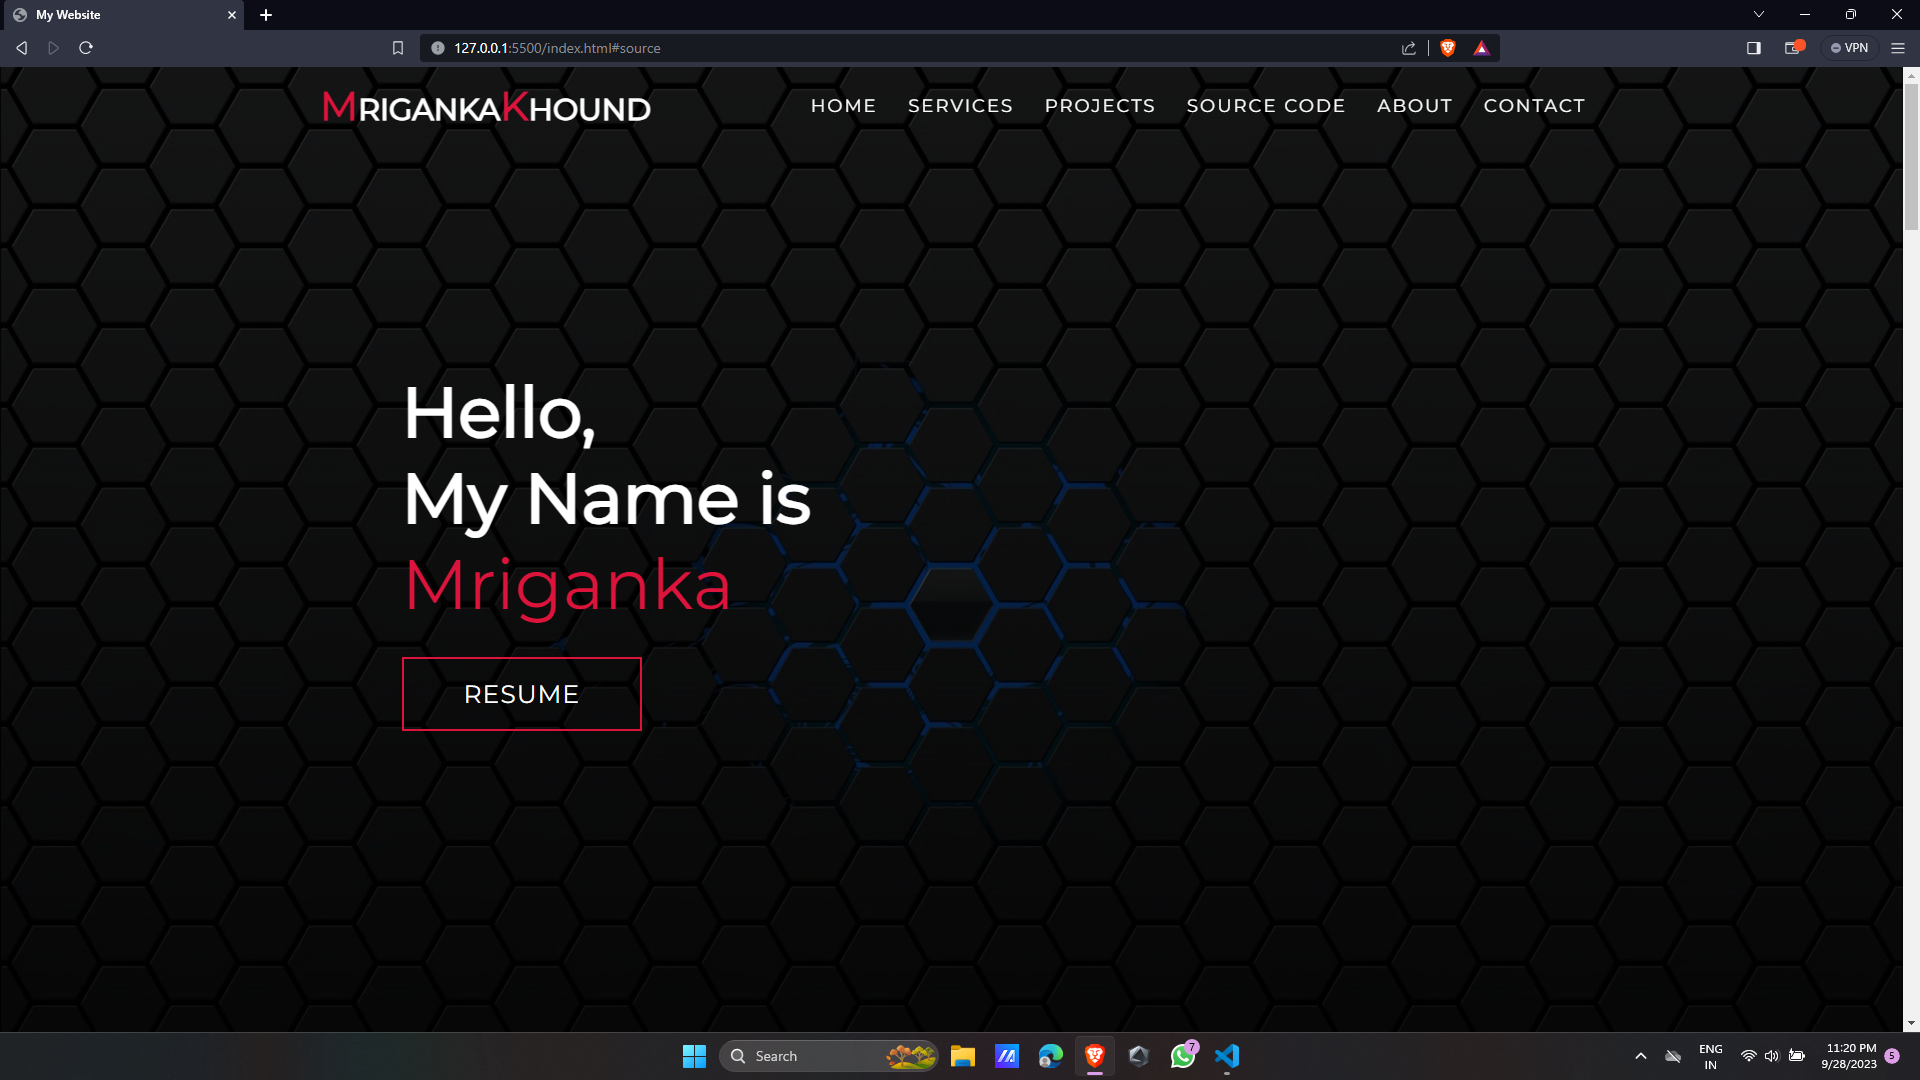 My Website
127.0.0.1:5500/index.html#source
VPN
MRIGANKAKHOUND
HOME SERVICES PROJECTS SOURCE CODE ABOUT CONTACT
Hello,
My Name is
Mriganka
RESUME
Search
7
ENG
IN
11:20 PM
9/28/2023
5